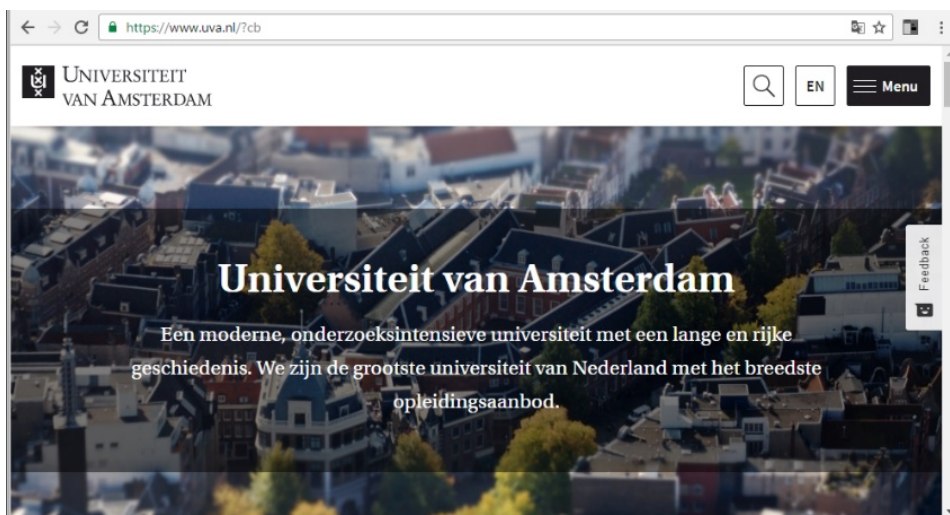 https://www.uva.nl/?cb
UNIVERSITEIT
VAN AMSTERDAM
EN
Menu
Feedback
Universiteit van Amsterdam
Een moderne, onderzoeksintensieve universiteit met een lange en rijke
geschiedenis. We zijn de grootste universiteit van Nederland met het breedste
opleidingsaanbod.